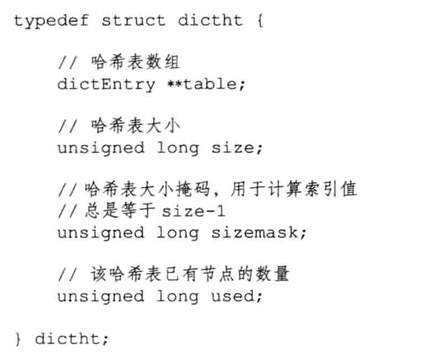 typedef struct dictht {
// 哈希表数组
dictEntry **table;
// 哈希表大小
unsigned long size;
// 哈希表大小掩码，用于计算索引值
// 总是等于 size-1
unsigned long sizemask;
// 该哈希表已有节点的数量
unsigned long used;
} dictht;